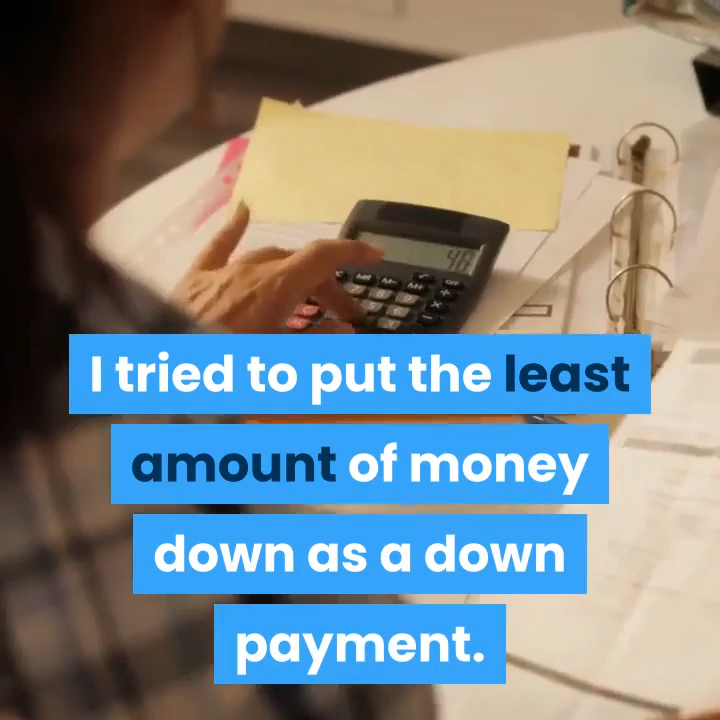 I tried to put the least
amount of money
down as a down
payment.